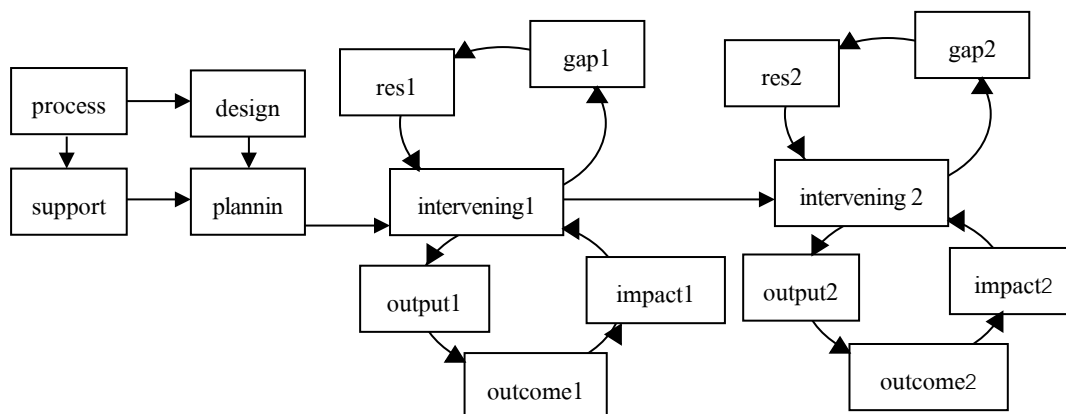 process
design
support
plannin
res1
gap1
intervening1
output1
impact1
outcome1
res2
gap2
intervening 2
output2
impact2
outcome2